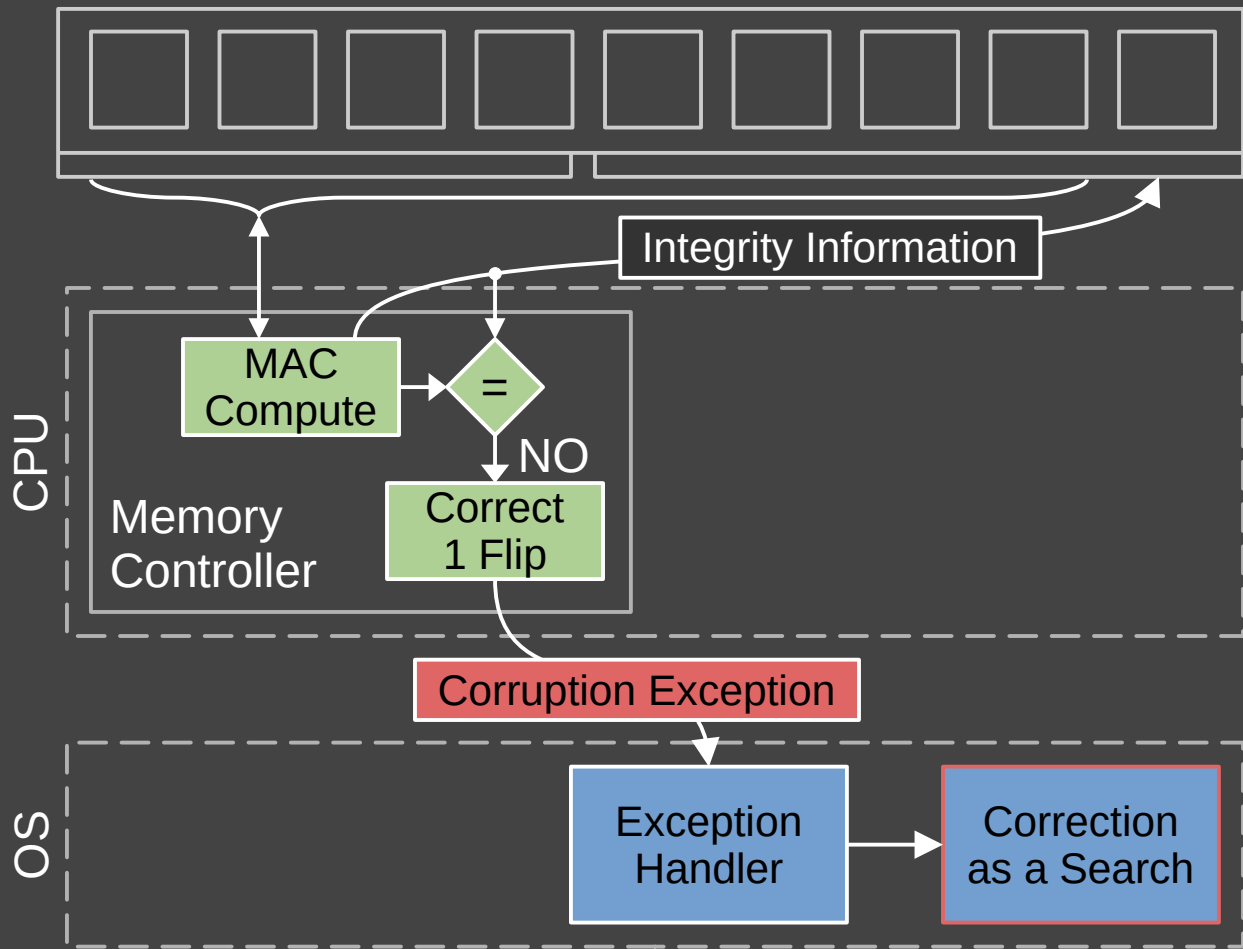 Integrity Information
MAC
Compute
=
NO
Correct
1 Flip
Memory
Controller
CPU
Corruption Exception
OS
Exception
Handler
Correction
as a Search